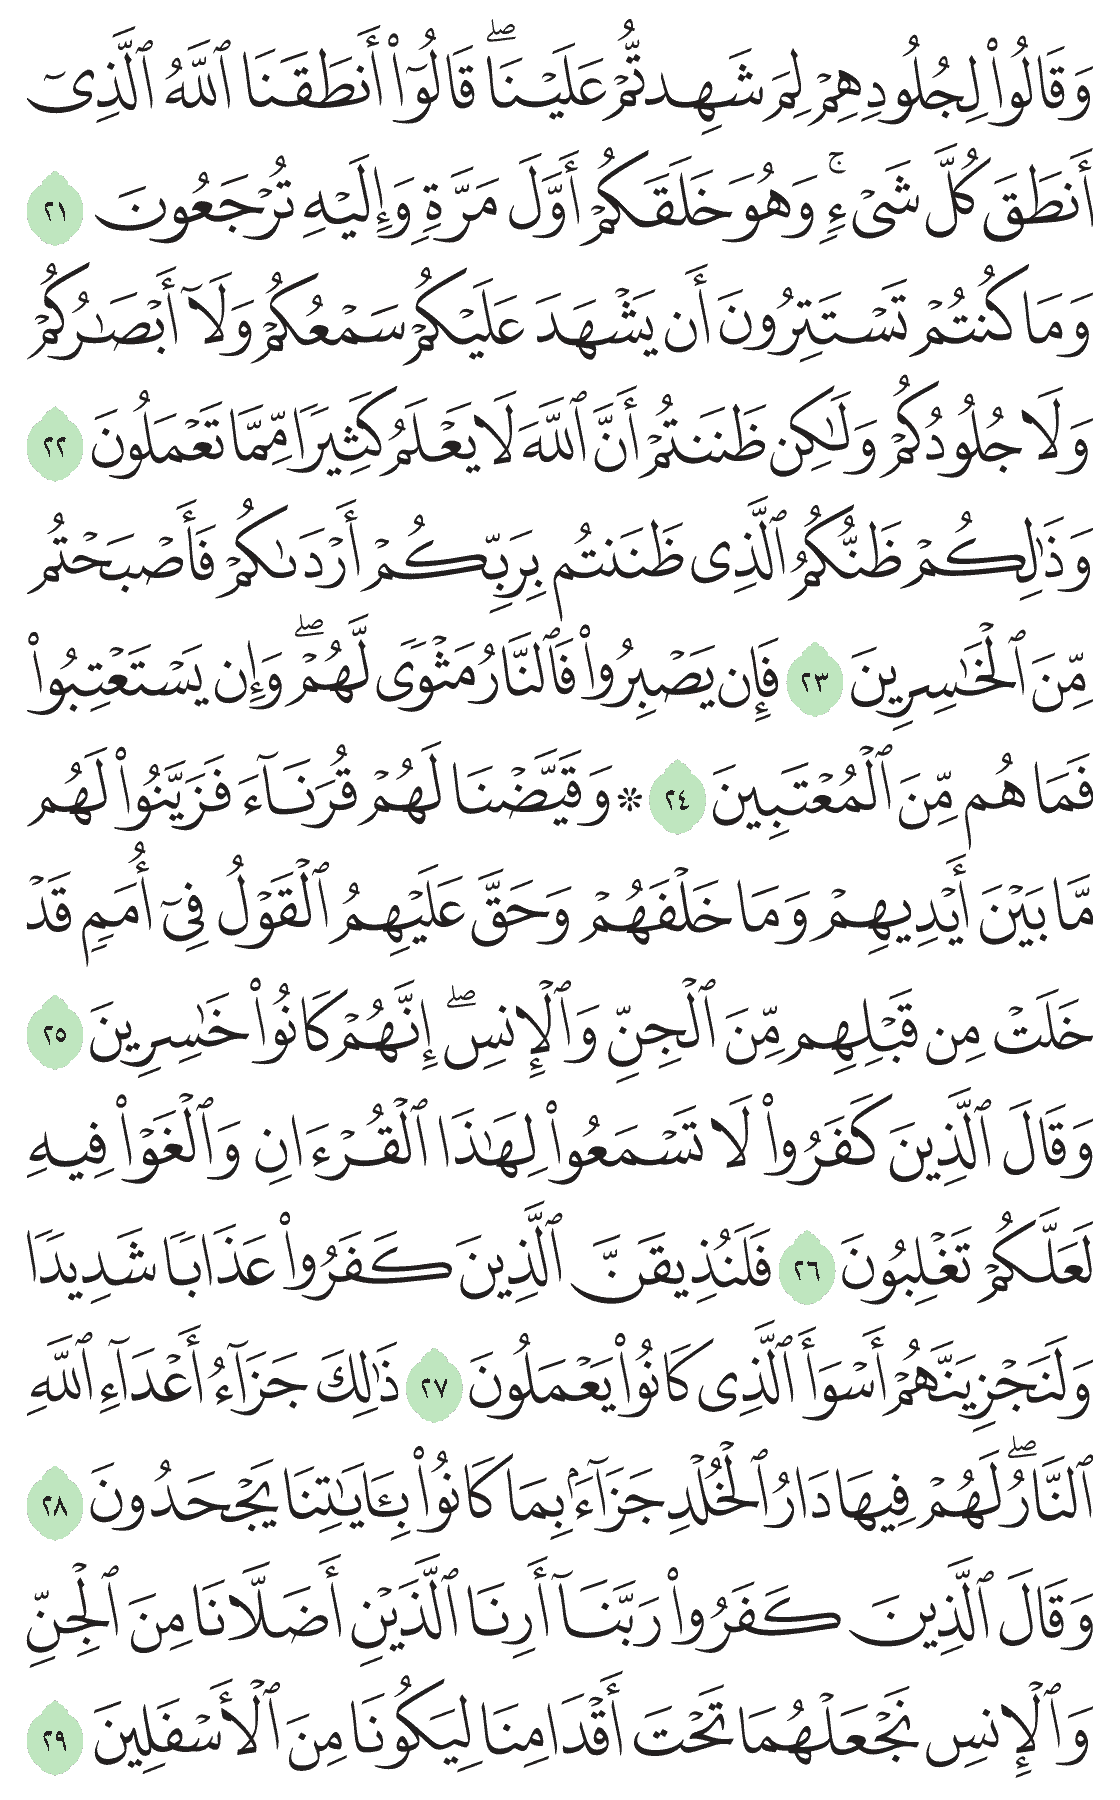 وَقَالُوا۟ لِجُلُودِهِمْ لِمَ شَهِدتُّمْ عَلَيْنَا ۖ قَالُوٓا۟ أَنطَقَنَا ٱللَّهُ ٱلَّذِىٓ
أَنطَقَ كُلَّ شَىْءٍ ۚ وَهُوَ خَلَقَكُمْ أَوَّلَ مَرَّةٍ وَإِلَيْهِ تُرْجَعُونَ ٢١
وَمَا كُنتُمْ تَسْتَتِرُونَ أَن يَشْهَدَ عَلَيْكُمْ سَمْعُكُمْ وَلَآ أَبْصَـٰرُكُمْ
وَلَا جُلُودُكُمْ وَلَـٰكِن ظَنَنتُمْ أَنَّ ٱللَّهَ لَا يَعْلَمُ كَثِيرًا مِّمَّا تَعْمَلُونَ ٢٢
وَذَٰلِكُمْ ظَنُّكُمُ ٱلَّذِى ظَنَنتُم بِرَبِّكُمْ أَرْدَىٰكُمْ فَأَصْبَحْتُم
مِّنَ ٱلْخَـٰسِرِينَ ٢٣ فَإِن يَصْبِرُوا۟ فَٱلنَّارُ مَثْوًى لَّهُمْ ۖ وَإِن يَسْتَعْتِبُوا۟
فَمَا هُم مِّنَ ٱلْمُعْتَبِينَ ٢٤ ۞ وَقَيَّضْنَا لَهُمْ قُرَنَآءَ فَزَيَّنُوا۟ لَهُم
مَّا بَيْنَ أَيْدِيهِمْ وَمَا خَلْفَهُمْ وَحَقَّ عَلَيْهِمُ ٱلْقَوْلُ فِىٓ أُمَمٍ قَدْ
خَلَتْ مِن قَبْلِهِم مِّنَ ٱلْجِنِّ وَٱلْإِنسِ ۖ إِنَّهُمْ كَانُوا۟ خَـٰسِرِينَ ٢٥
وَقَالَ ٱلَّذِينَ كَفَرُوا۟ لَا تَسْمَعُوا۟ لِهَـٰذَا ٱلْقُرْءَانِ وَٱلْغَوْا۟ فِيهِ
لَعَلَّكُمْ تَغْلِبُونَ ٢٦ فَلَنُذِيقَنَّ ٱلَّذِينَ كَفَرُوا۟ عَذَابًا شَدِيدًا
وَلَنَجْزِيَنَّهُمْ أَسْوَأَ ٱلَّذِى كَانُوا۟ يَعْمَلُونَ ٢٧ ذَٰلِكَ جَزَآءُ أَعْدَآءِ ٱللَّهِ
ٱلنَّارُ ۖ لَهُمْ فِيهَا دَارُ ٱلْخُلْدِ جَزَآءًۢ بِمَا كَانُوا۟ بِـَٔايَـٰتِنَا يَجْحَدُونَ ٢٨
وَقَالَ ٱلَّذِينَ كَفَرُوا۟ رَبَّنَآ أَرِنَا ٱلَّذَيْنِ أَضَلَّانَا مِنَ ٱلْجِنِّ
وَٱلْإِنسِ نَجْعَلْهُمَا تَحْتَ أَقْدَامِنَا لِيَكُونَا مِنَ ٱلْأَسْفَلِينَ ٢٩